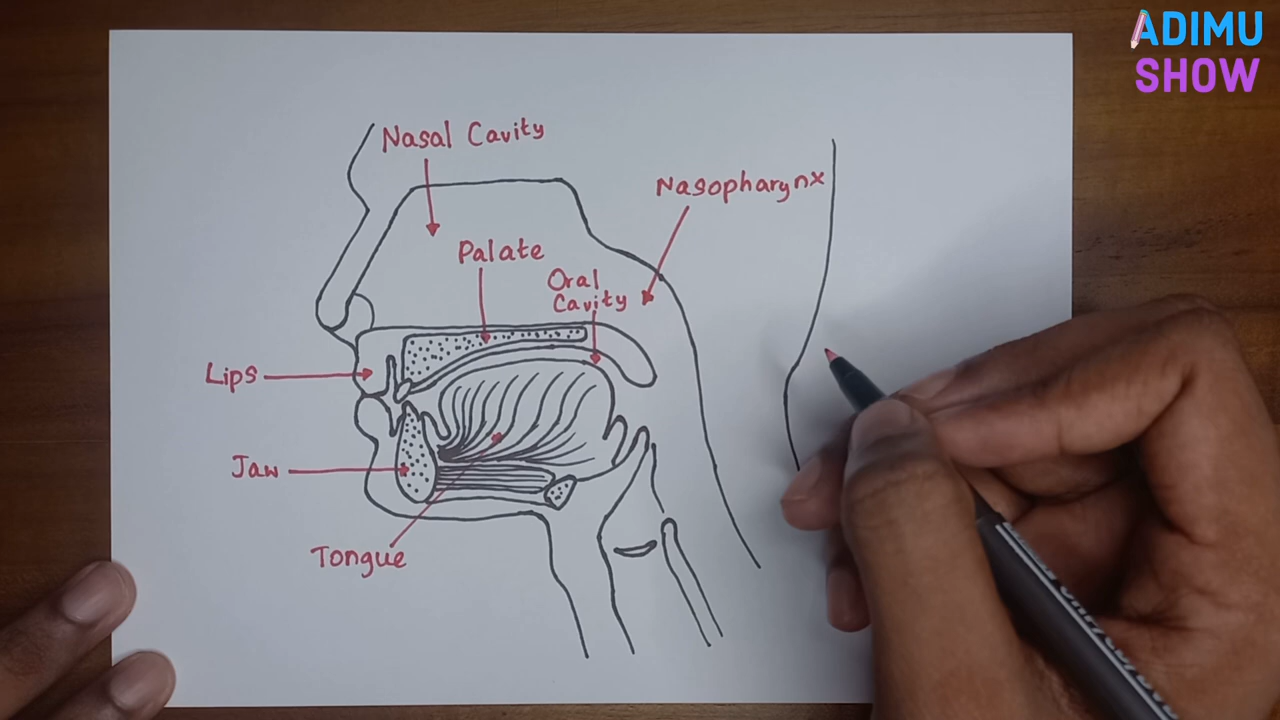 ADIMU
SHOW
Nasal Cavity
Nasopharynx
Palate
Oral
Cavity
Lips
Jaw
Tongue